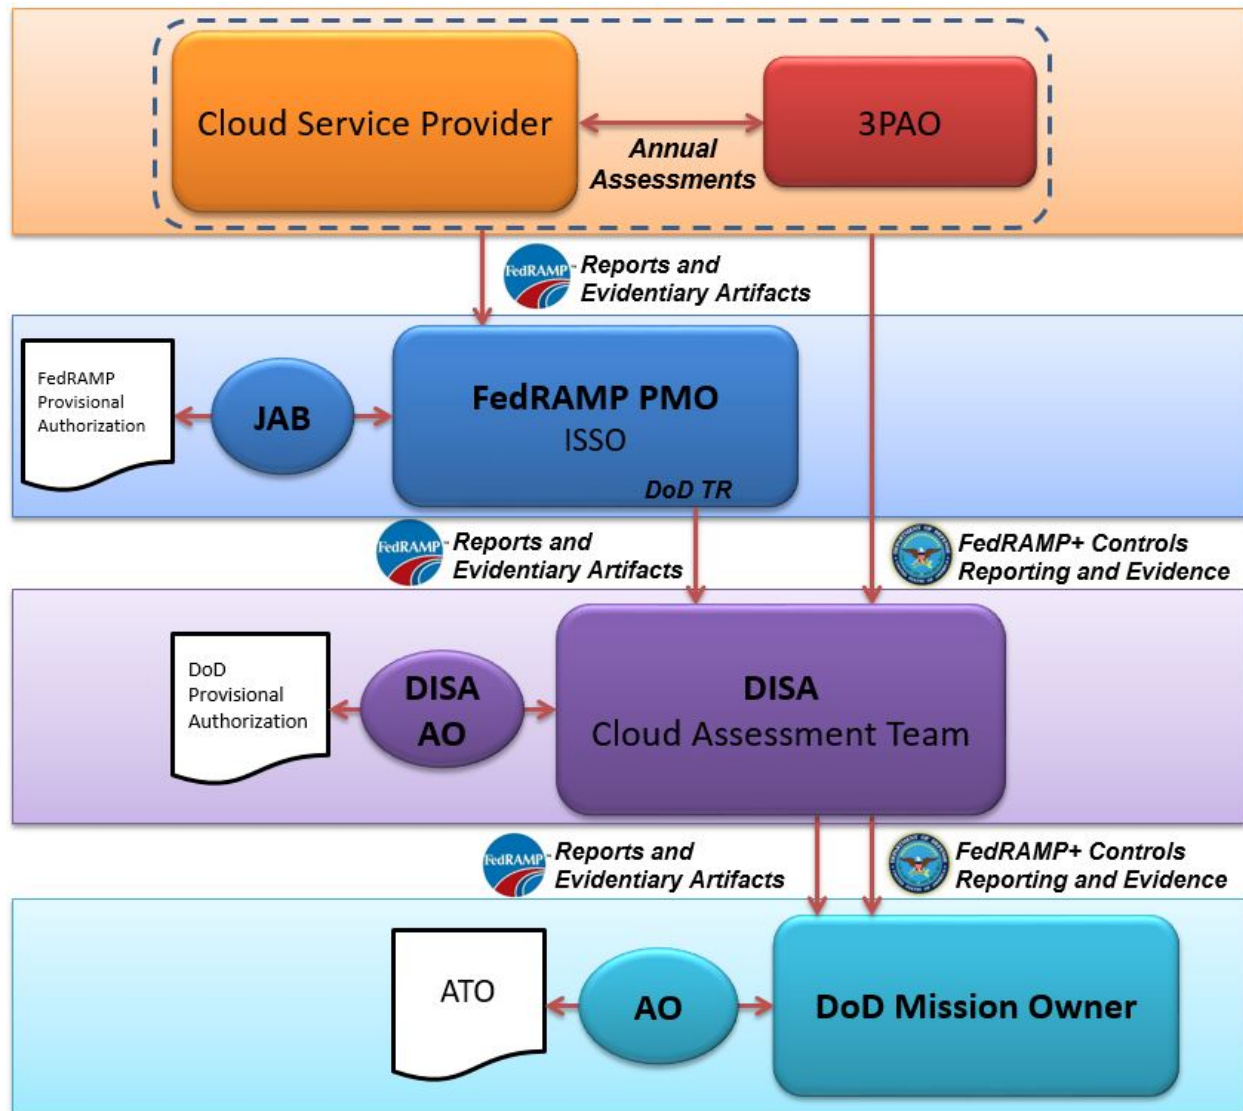 Cloud Service Provider
Annual
Assessments
3PAO
FedRAMP
Reports and
Evidentiary Artifacts
FedRAMP
Provisional
Authorization
JAB
FedRAMP PMO
ISSO
DoD TR
FedRAMP
Reports and
Evidentiary Artifacts
FedRAMP+ Controls
Reporting and Evidence
DoD
Provisional
Authorization
DISA
AO
DISA
Cloud Assessment Team
FedRAMP
Reports and
Evidentiary Artifacts
FedRAMP+ Controls
Reporting and Evidence
ATO
AO
DoD Mission Owner